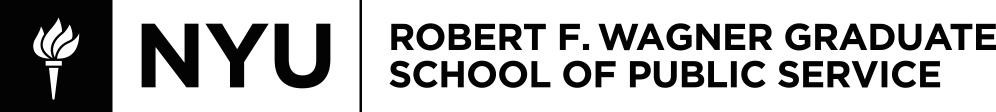 NYU
ROBERT F. WAGNER GRADUATE
SCHOOL OF PUBLIC SERVICE